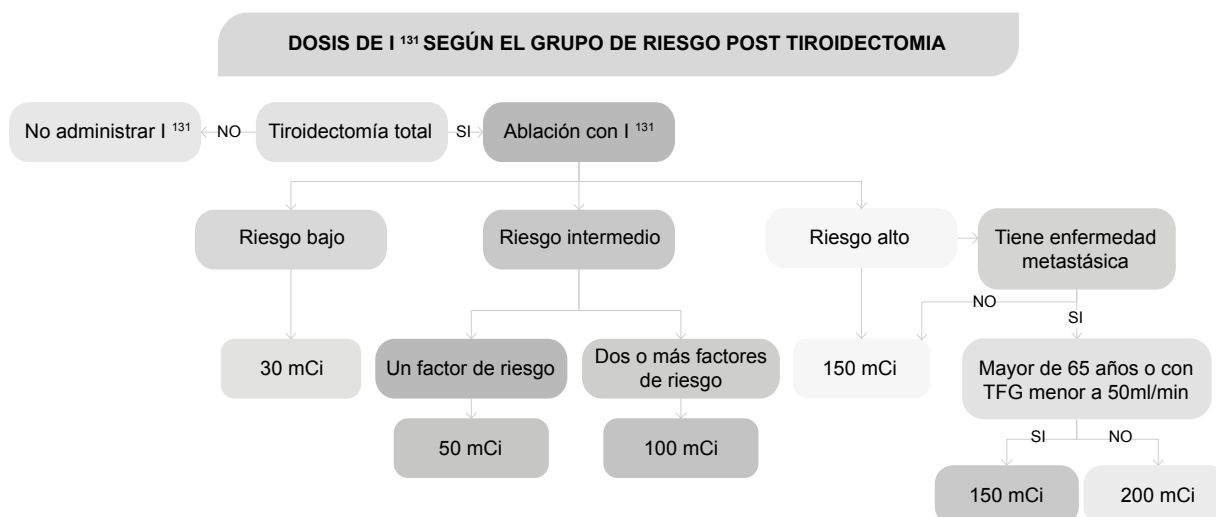 DOSIS DE I ¹³¹ SEGÚN EL GRUPO DE RIESGO POST TIROIDECTOMIA
No administrar I ¹³¹
NO
Tiroidectomía total
SI
Ablación con I ¹³¹
Riesgo bajo
Riesgo intermedio
Riesgo alto
Tiene enfermedad
metastásica
NO
SI
30 mCi
Un factor de riesgo
Dos o más factores
de riesgo
150 mCi
Mayor de 65 años o con
TFG menor a 50ml/min
50 mCi
100 mCi
SI
NO
150 mCi
200 mCi